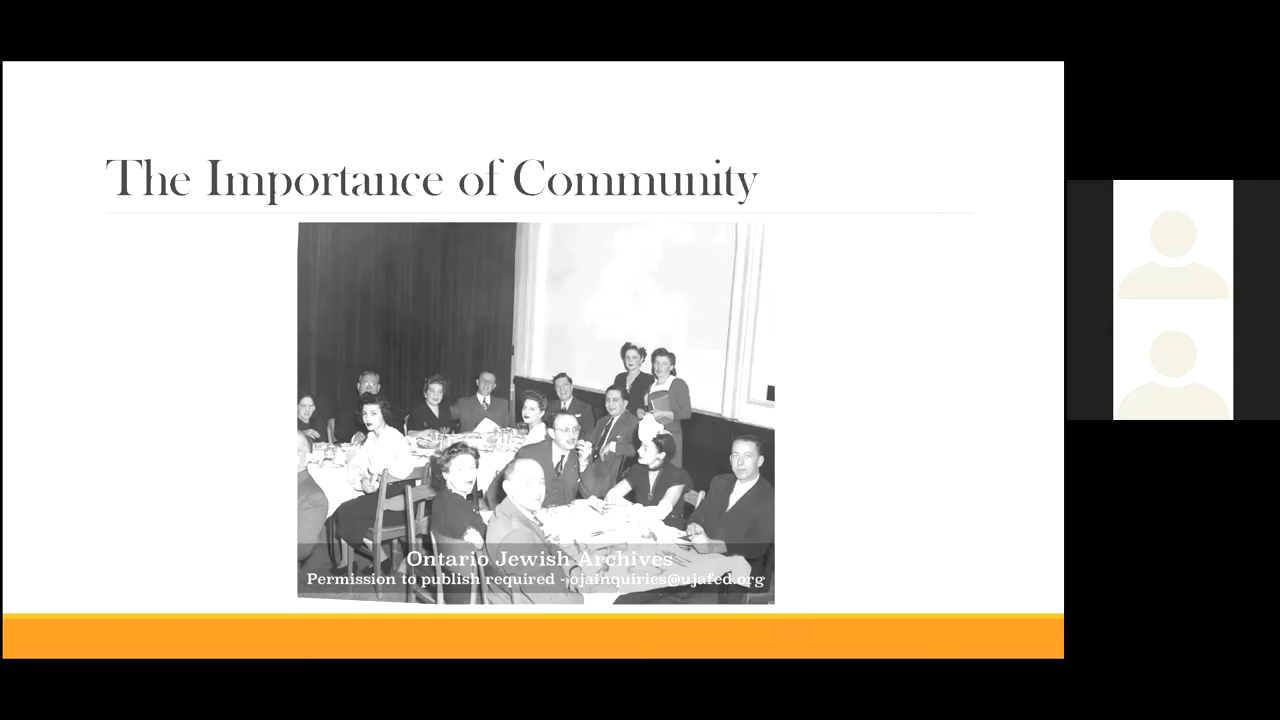 The Importance of Community
Ontario Jewish Archives
Permission to publish required - ojainquiries@ujafed.org